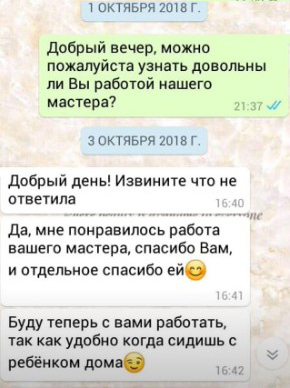 1 ОКТЯБРЯ 2018 Г.
Добрый вечер, можно
пожалуйста узнать довольны
ли Вы работой нашего
мастера?
21:37
3 ОКТЯБРЯ 2018 Г.
Добрый день! Извините что не
ответила
16:40
Да, мне понравилось работа
вашего мастера, спасибо Вам,
и отдельное спасибо ей😊
16:41
Буду теперь с вами работать,
так как удобно когда сидишь с
ребёнком дома😉
16:42